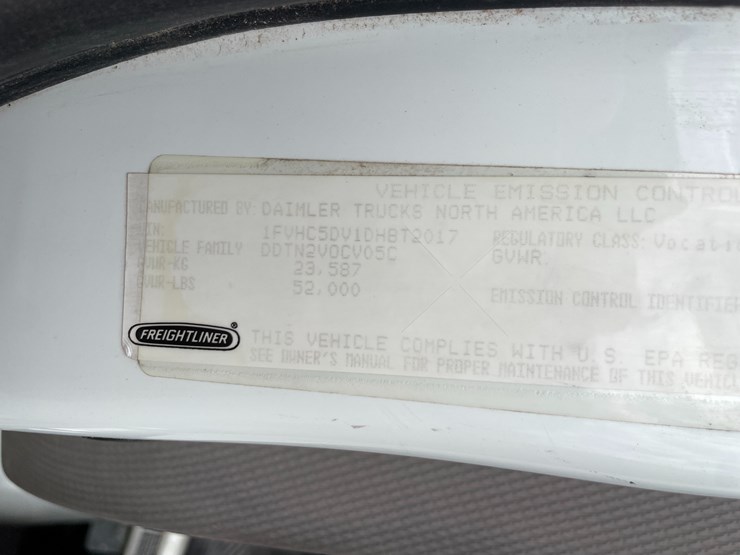 VEHICLE EMISSION CONTROL
MANUFACTURED BY DAIMLER TRUCKS NORTH AMERICA LLC
VIN: 1FVHC5DV1DHBT2017 REGULATORY CLASS: Vocati
VEHICLE FAMILY DDTN2VOCV05C GVWR.
GVWR-KG 23,587
GVWR-LBS 52,000 EMISSION CONTROL IDENTIFIER
FREIGHTLINER®
THIS VEHICLE COMPLIES WITH U.S. EPA REG
SEE OWNER'S MANUAL FOR PROPER MAINTENANCE OF THIS VEHICL